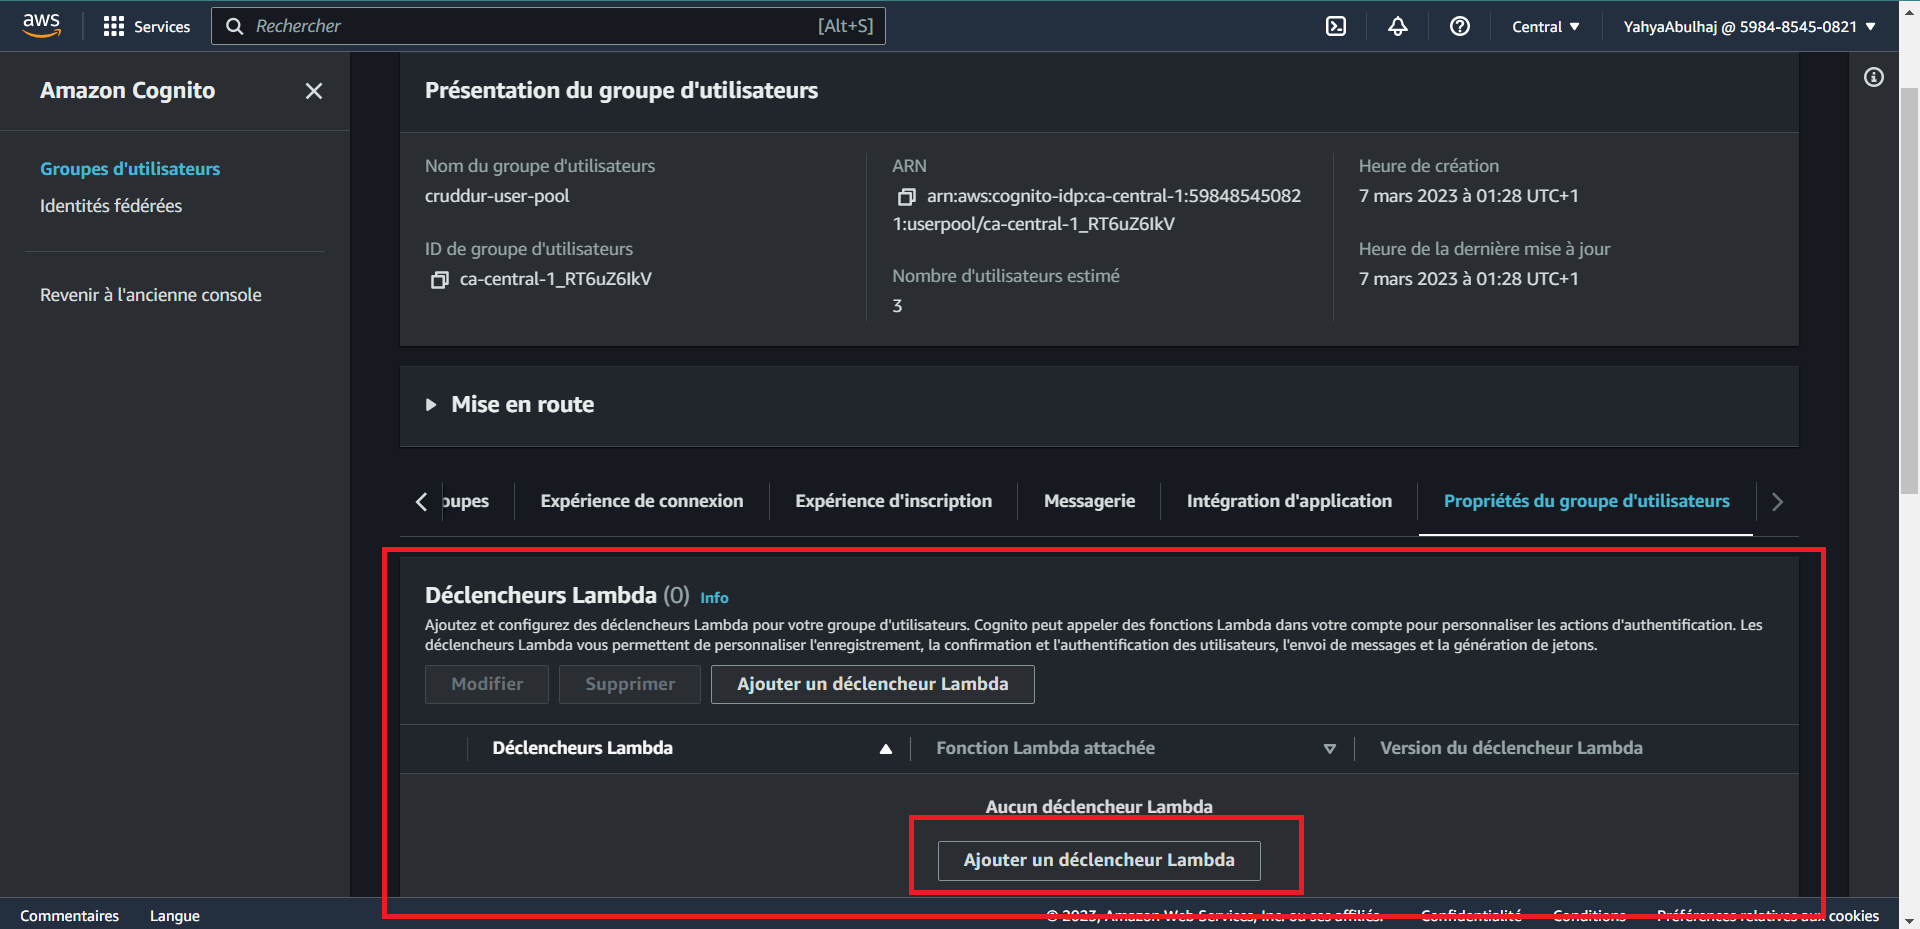 aws
Services
Rechercher
[Alt+S]
Central
YahyaAbulhaj @ 5984-8545-0821
Amazon Cognito
Groupes d'utilisateurs
Identités fédérées
Revenir à l'ancienne console
Présentation du groupe d'utilisateurs
Nom du groupe d'utilisateurs
cruddur-user-pool
ID de groupe d'utilisateurs
ca-central-1_RT6uZ6IkV
ARN
arn:aws:cognito-idp:ca-central-1:59848545082
1:userpool/ca-central-1_RT6uZ6IkV
Nombre d'utilisateurs estimé
3
Heure de création
7 mars 2023 à 01:28 UTC+1
Heure de la dernière mise à jour
7 mars 2023 à 01:28 UTC+1
Mise en route
oupes
Expérience de connexion
Expérience d'inscription
Messagerie
Intégration d'application
Propriétés du groupe d'utilisateurs
Déclencheurs Lambda (0) Info
Ajoutez et configurez des déclencheurs Lambda pour votre groupe d'utilisateurs. Cognito peut appeler des fonctions Lambda dans votre compte pour personnaliser les actions d'authentification. Les
déclencheurs Lambda vous permettent de personnaliser l'enregistrement, la confirmation et l'authentification des utilisateurs, l'envoi de messages et la génération de jetons.
Modifier
Supprimer
Ajouter un déclencheur Lambda
Déclencheurs Lambda
Fonction Lambda attachée
Version du déclencheur Lambda
Aucun déclencheur Lambda
Ajouter un déclencheur Lambda
Commentaires
Langue
© 2023, Amazon Web Services, Inc. ou ses affiliés.
Confidentialité
Conditions
Préférences relatives aux cookies